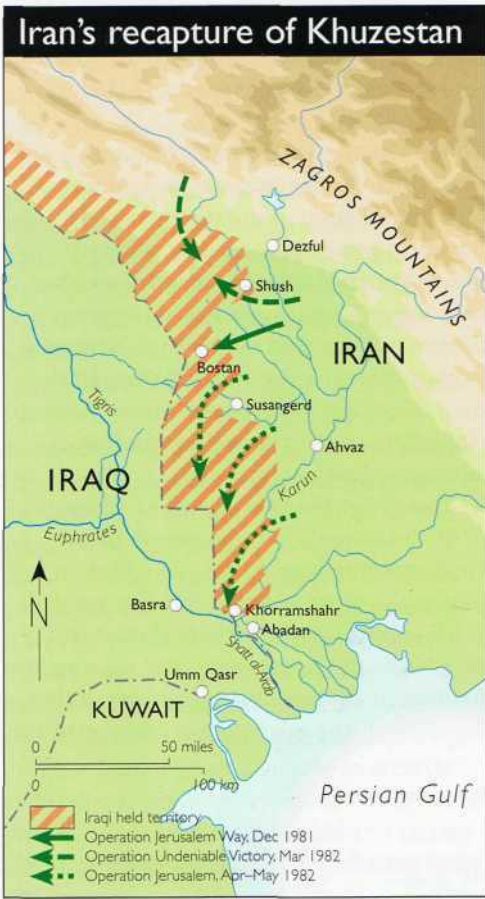 Iran's recapture of Khuzestan
ZAGROS MOUNTAINS
Dezful
Shush
IRAN
Bostan
Susangerd
Tigris
Ahvaz
IRAQ
Karun
Euphrates
N
Basra
Khorramshahr
Abadan
Shatt al-Arab
Umm Qasr
KUWAIT
0 50 miles
0 100 km
Persian Gulf
Iraqi held territory
Operation Jerusalem Way, Dec 1981
Operation Undeniable Victory, Mar 1982
Operation Jerusalem, Apr–May 1982